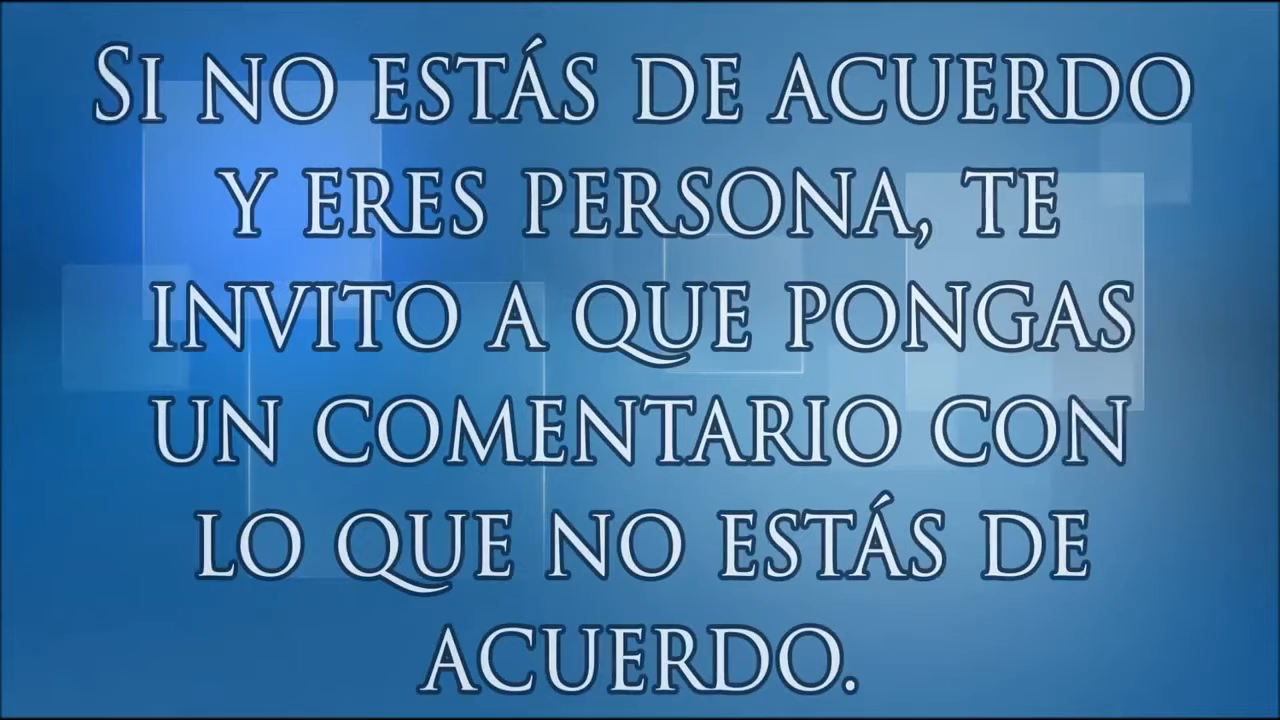 Si no estás de acuerdo
y eres persona, te
invito a que pongas
un comentario con
lo que no estás de
acuerdo.